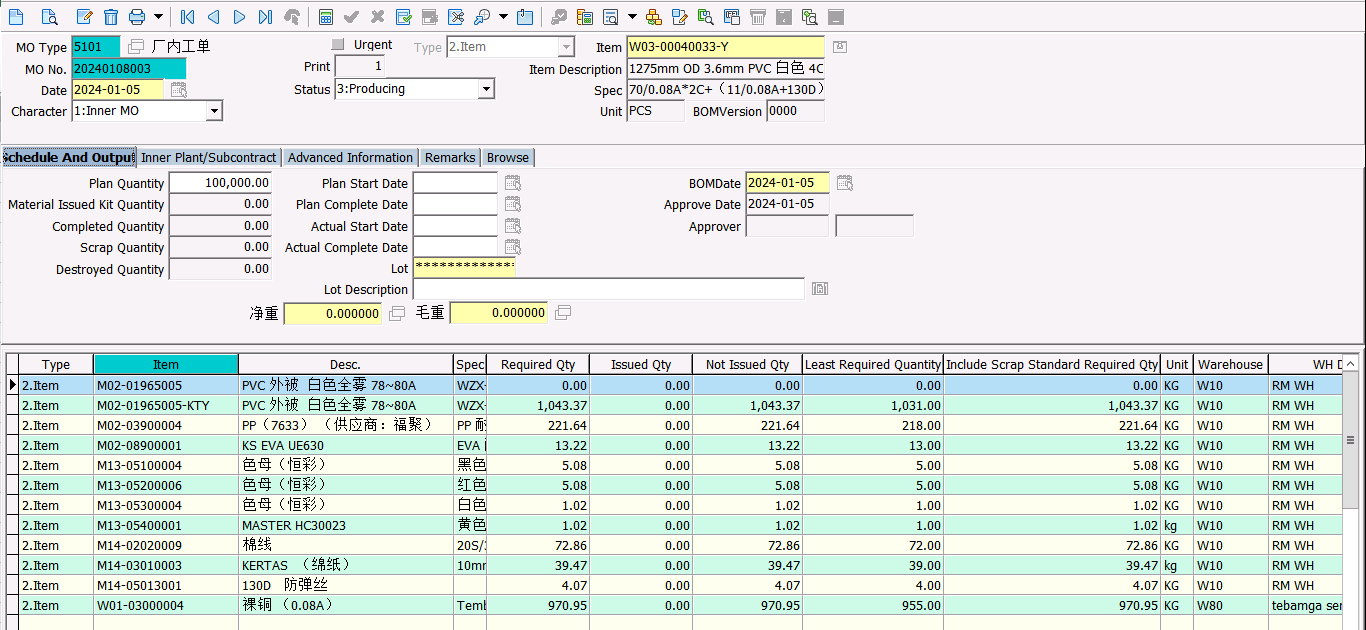 MO Type 5101 厂内工单 Urgent Type 2.Item Item W03-00040033-Y
MO No. 20240108003 Print 1 Item Description 1275mm OD 3.6mm PVC 白色 4C
Date 2024-01-05 Status 3:Producing Spec 70/0.08A*2C+（11/0.08A+130D）
Character 1:Inner MO Unit PCS BOMVersion 0000
Schedule And Output Inner Plant/Subcontract Advanced Information Remarks Browse
Plan Quantity 100,000.00 Plan Start Date BOMDate 2024-01-05
Material Issued Kit Quantity 0.00 Plan Complete Date Approve Date 2024-01-05
Completed Quantity 0.00 Actual Start Date Approver
Scrap Quantity 0.00 Actual Complete Date
Destroyed Quantity 0.00 Lot ************
Lot Description
净重 0.000000 毛重 0.000000
Type Item Desc. Spec Required Qty Issued Qty Not Issued Qty Least Required Quantity Include Scrap Standard Required Qty Unit Warehouse WH D
2.Item M02-01965005 PVC 外被 白色全雾 78~80A WZX- 0.00 0.00 0.00 0.00 0.00 KG W10 RM WH
2.Item M02-01965005-KTY PVC 外被 白色全雾 78~80A WZX- 1,043.37 0.00 1,043.37 1,031.00 1,043.37 KG W10 RM WH
2.Item M02-03900004 PP（7633）（供应商：福聚） PP 耐 221.64 0.00 221.64 218.00 221.64 KG W10 RM WH
2.Item M02-08900001 KS EVA UE630 EVA 13.22 0.00 13.22 13.00 13.22 KG W10 RM WH
2.Item M13-05100004 色母（恒彩） 黑色 5.08 0.00 5.08 5.00 5.08 KG W10 RM WH
2.Item M13-05200006 色母（恒彩） 红色 5.08 0.00 5.08 5.00 5.08 KG W10 RM WH
2.Item M13-05300004 色母（恒彩） 白色 1.02 0.00 1.02 1.00 1.02 KG W10 RM WH
2.Item M13-05400001 MASTER HC30023 黄色 1.02 0.00 1.02 1.00 1.02 kg W10 RM WH
2.Item M14-02020009 棉线 20S/ 72.86 0.00 72.86 72.00 72.86 KG W10 RM WH
2.Item M14-03010003 KERTAS （绵纸） 10mm 39.47 0.00 39.47 39.00 39.47 kg W10 RM WH
2.Item M14-05013001 130D 防弹丝 4.07 0.00 4.07 4.00 4.07 KG W10 RM WH
2.Item W01-03000004 裸铜（0.08A） Temb 970.95 0.00 970.95 955.00 970.95 KG W80 tebamga ser